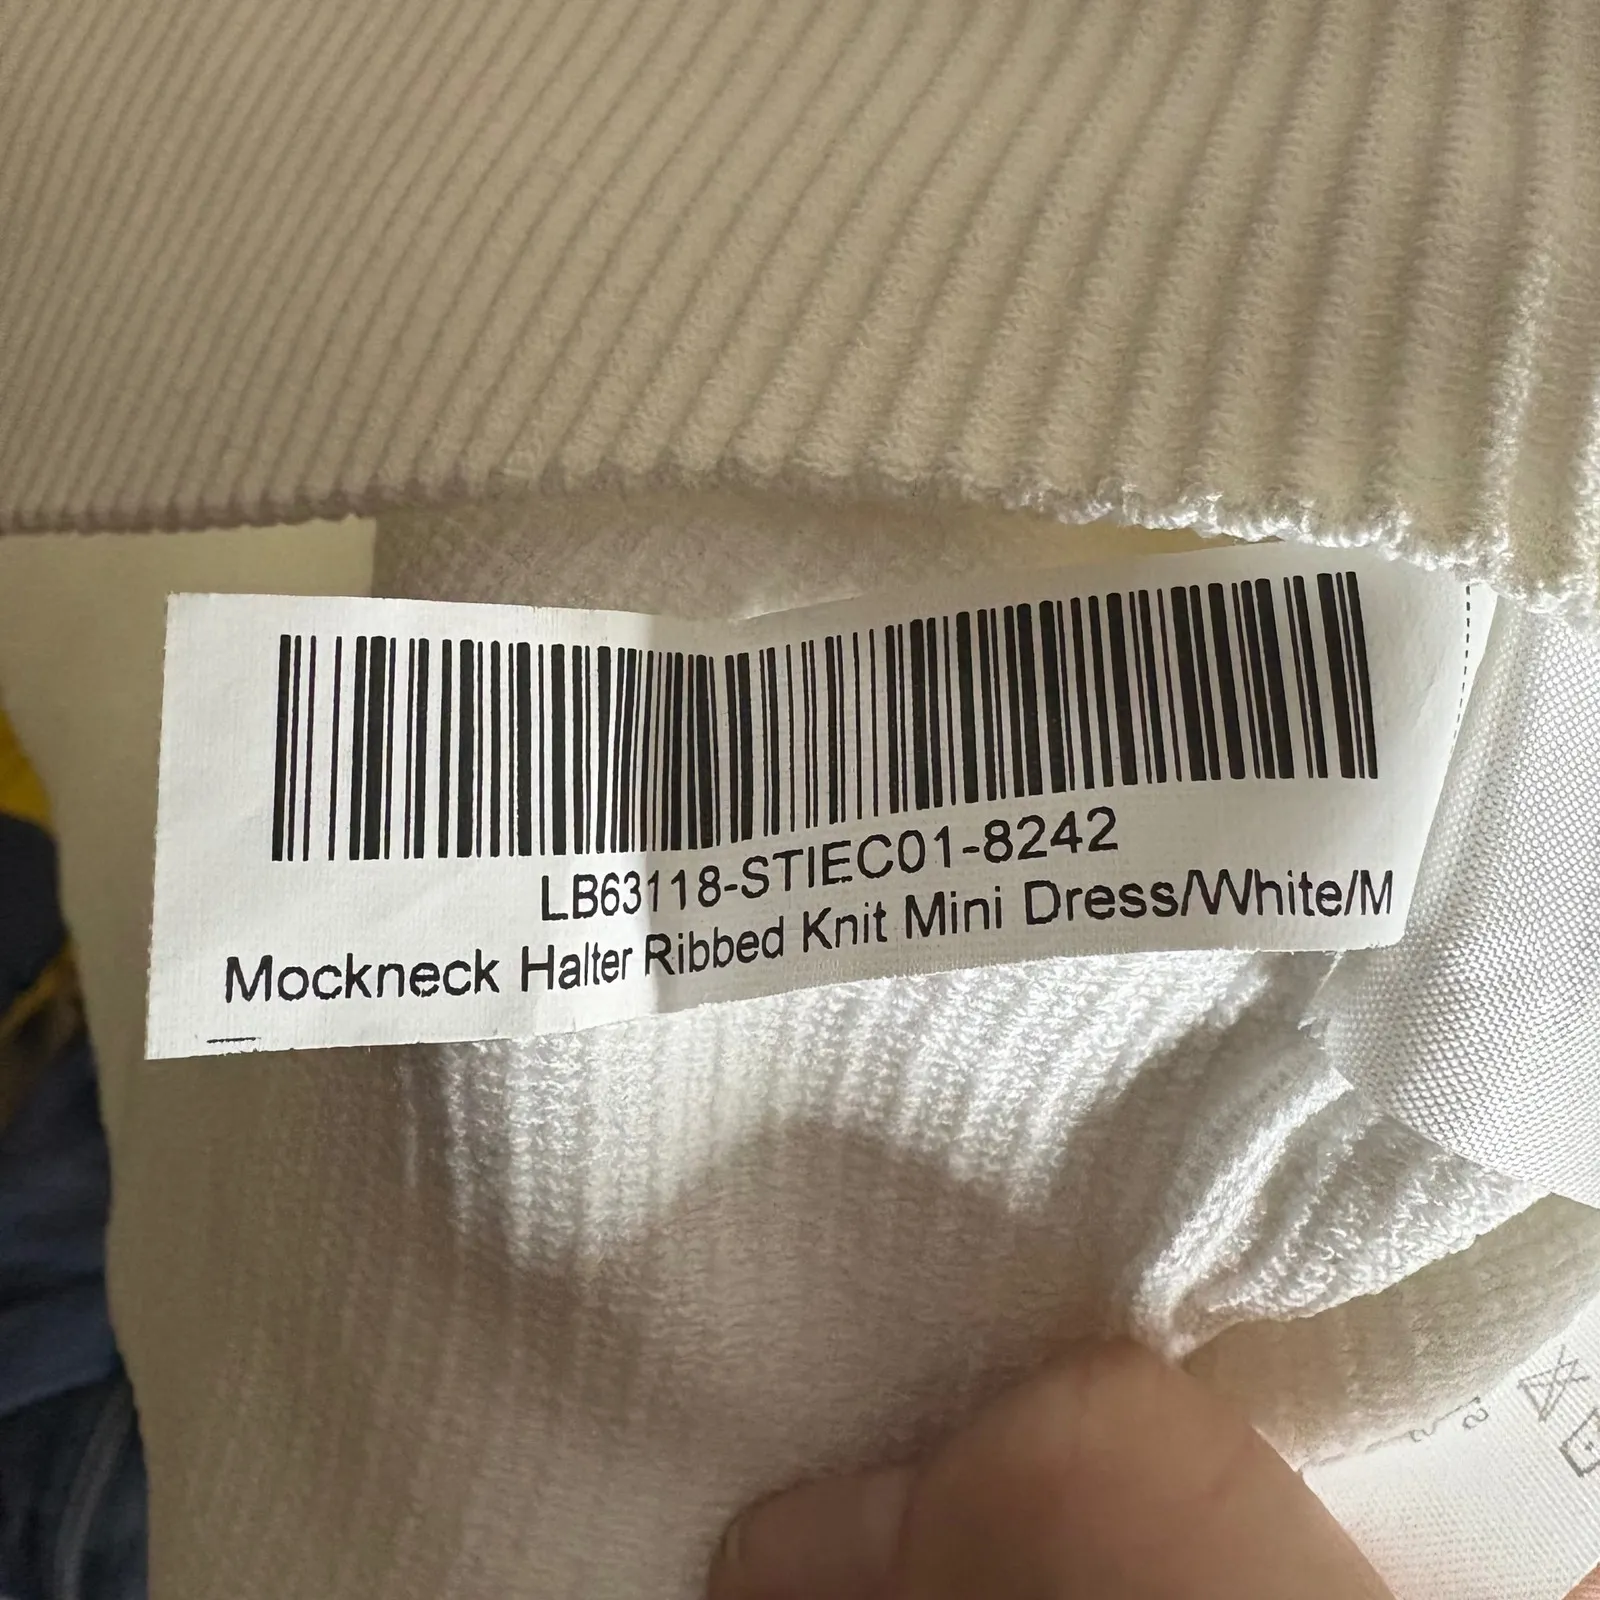 LB63118-STIEC01-8242
Mockneck Halter Ribbed Knit Mini Dress/White/M